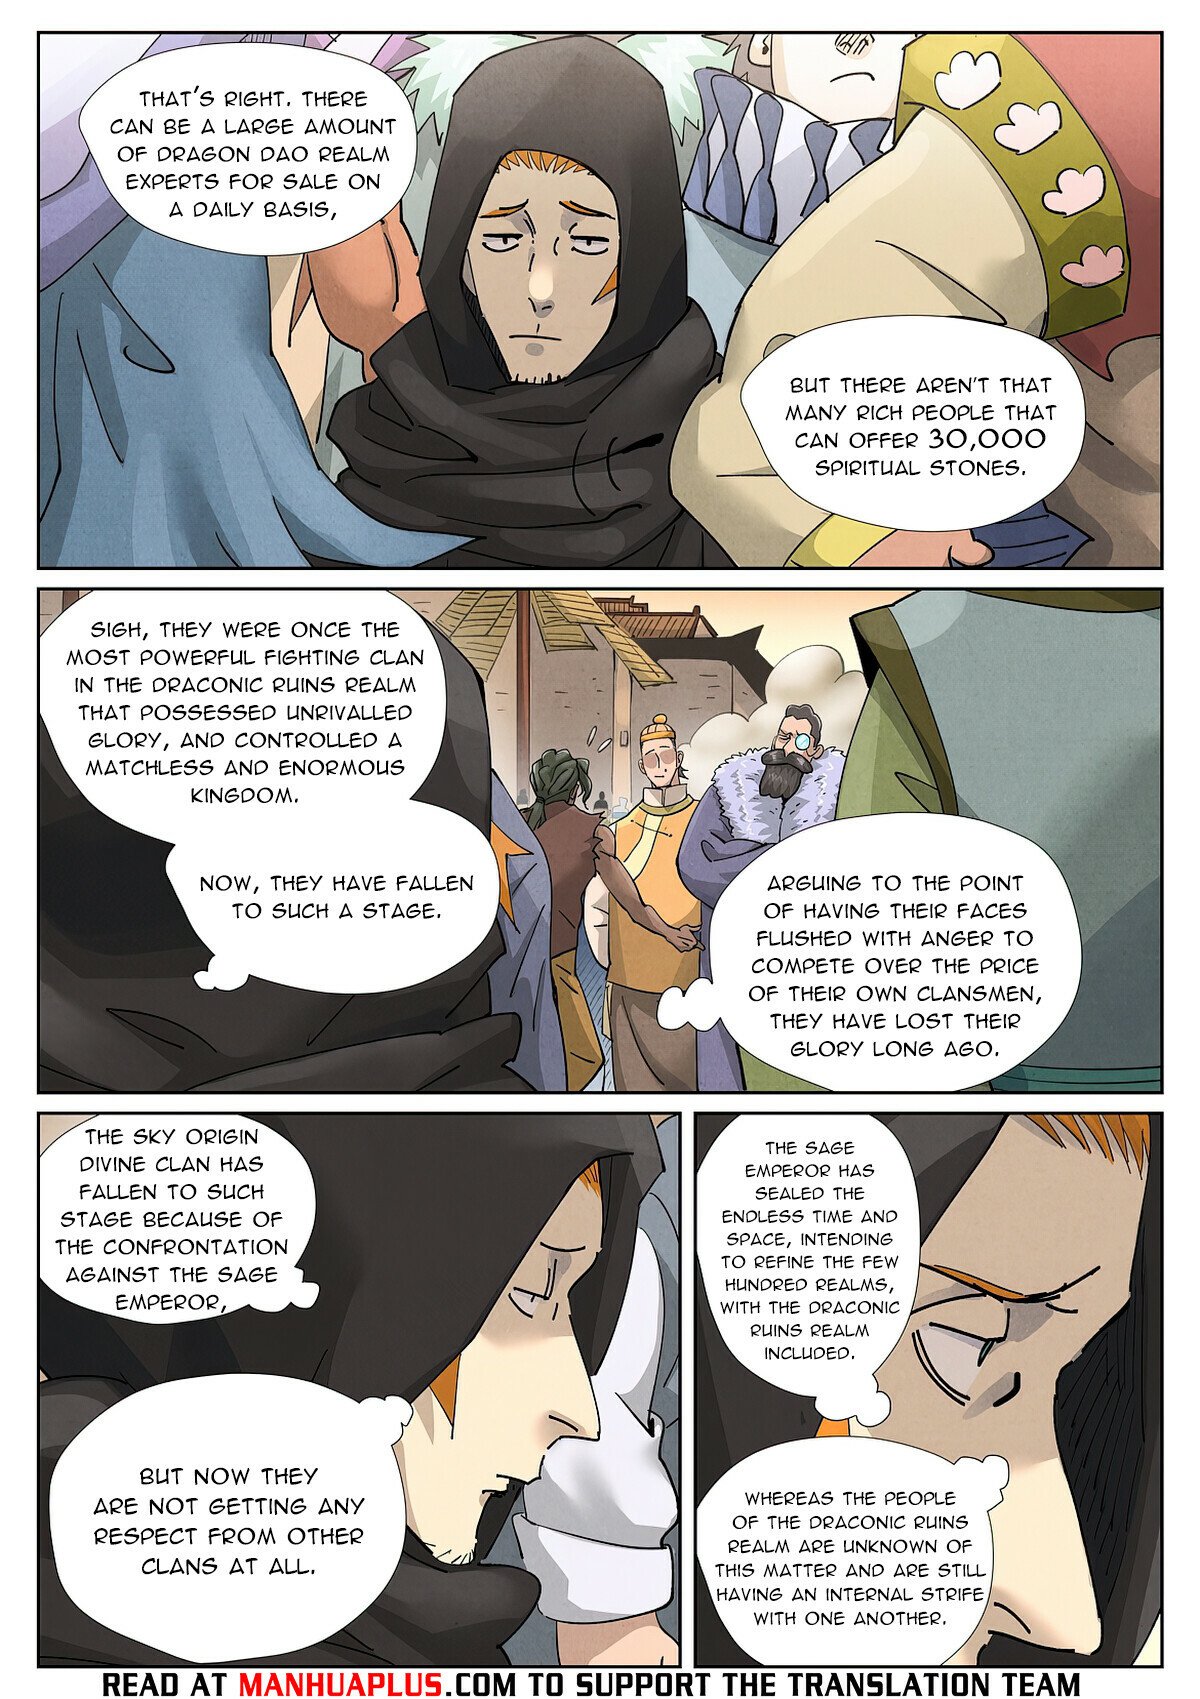 THAT'S RIGHT. THERE
CAN BE A LARGE AMOUNT
OF DRAGON DAO REALM
EXPERTS FOR SALE ON
A DAILY BASIS,
BUT THERE AREN'T THAT
MANY RICH PEOPLE THAT
CAN OFFER 30,000
SPIRITUAL STONES.
SIGH, THEY WERE ONCE THE
MOST POWERFUL FIGHTING CLAN
IN THE DRACONIC RUINS REALM
THAT POSSESSED UNRIVALLED
GLORY, AND CONTROLLED A
MATCHLESS AND ENORMOUS
KINGDOM.
NOW, THEY HAVE FALLEN
TO SUCH A STAGE.
ARGUING TO THE POINT
OF HAVING THEIR FACES
FLUSHED WITH ANGER TO
COMPETE OVER THE PRICE
OF THEIR OWN CLANSMEN,
THEY HAVE LOST THEIR
GLORY LONG AGO.
THE SKY ORIGIN
DIVINE CLAN HAS
FALLEN TO SUCH
STAGE BECAUSE OF
THE CONFRONTATION
AGAINST THE SAGE
EMPEROR,
BUT NOW THEY
ARE NOT GETTING ANY
RESPECT FROM OTHER
CLANS AT ALL.
THE SAGE
EMPEROR HAS
SEALED THE
ENDLESS TIME AND
SPACE, INTENDING
TO REFINE THE FEW
HUNDRED REALMS,
WITH THE DRACONIC
RUINS REALM
INCLUDED.
WHEREAS THE PEOPLE
OF THE DRACONIC RUINS
REALM ARE UNKNOWN OF
THIS MATTER AND ARE STILL
HAVING AN INTERNAL STRIFE
WITH ONE ANOTHER.
READ AT MANHUAPLUS.COM TO SUPPORT THE TRANSLATION TEAM